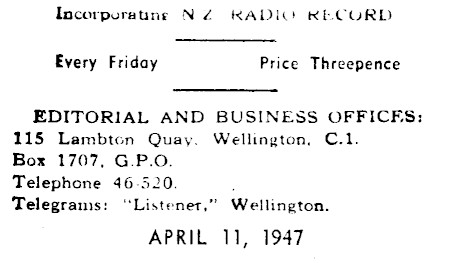 Incorporating N.Z. RADIO RECORD
Every Friday Price Threepence
EDITORIAL AND BUSINESS OFFICES:
115 Lambton Quay, Wellington, C.1.
Box 1707, G.P.O.
Telephone 46-520.
Telegrams: "Listener," Wellington.
APRIL 11, 1947